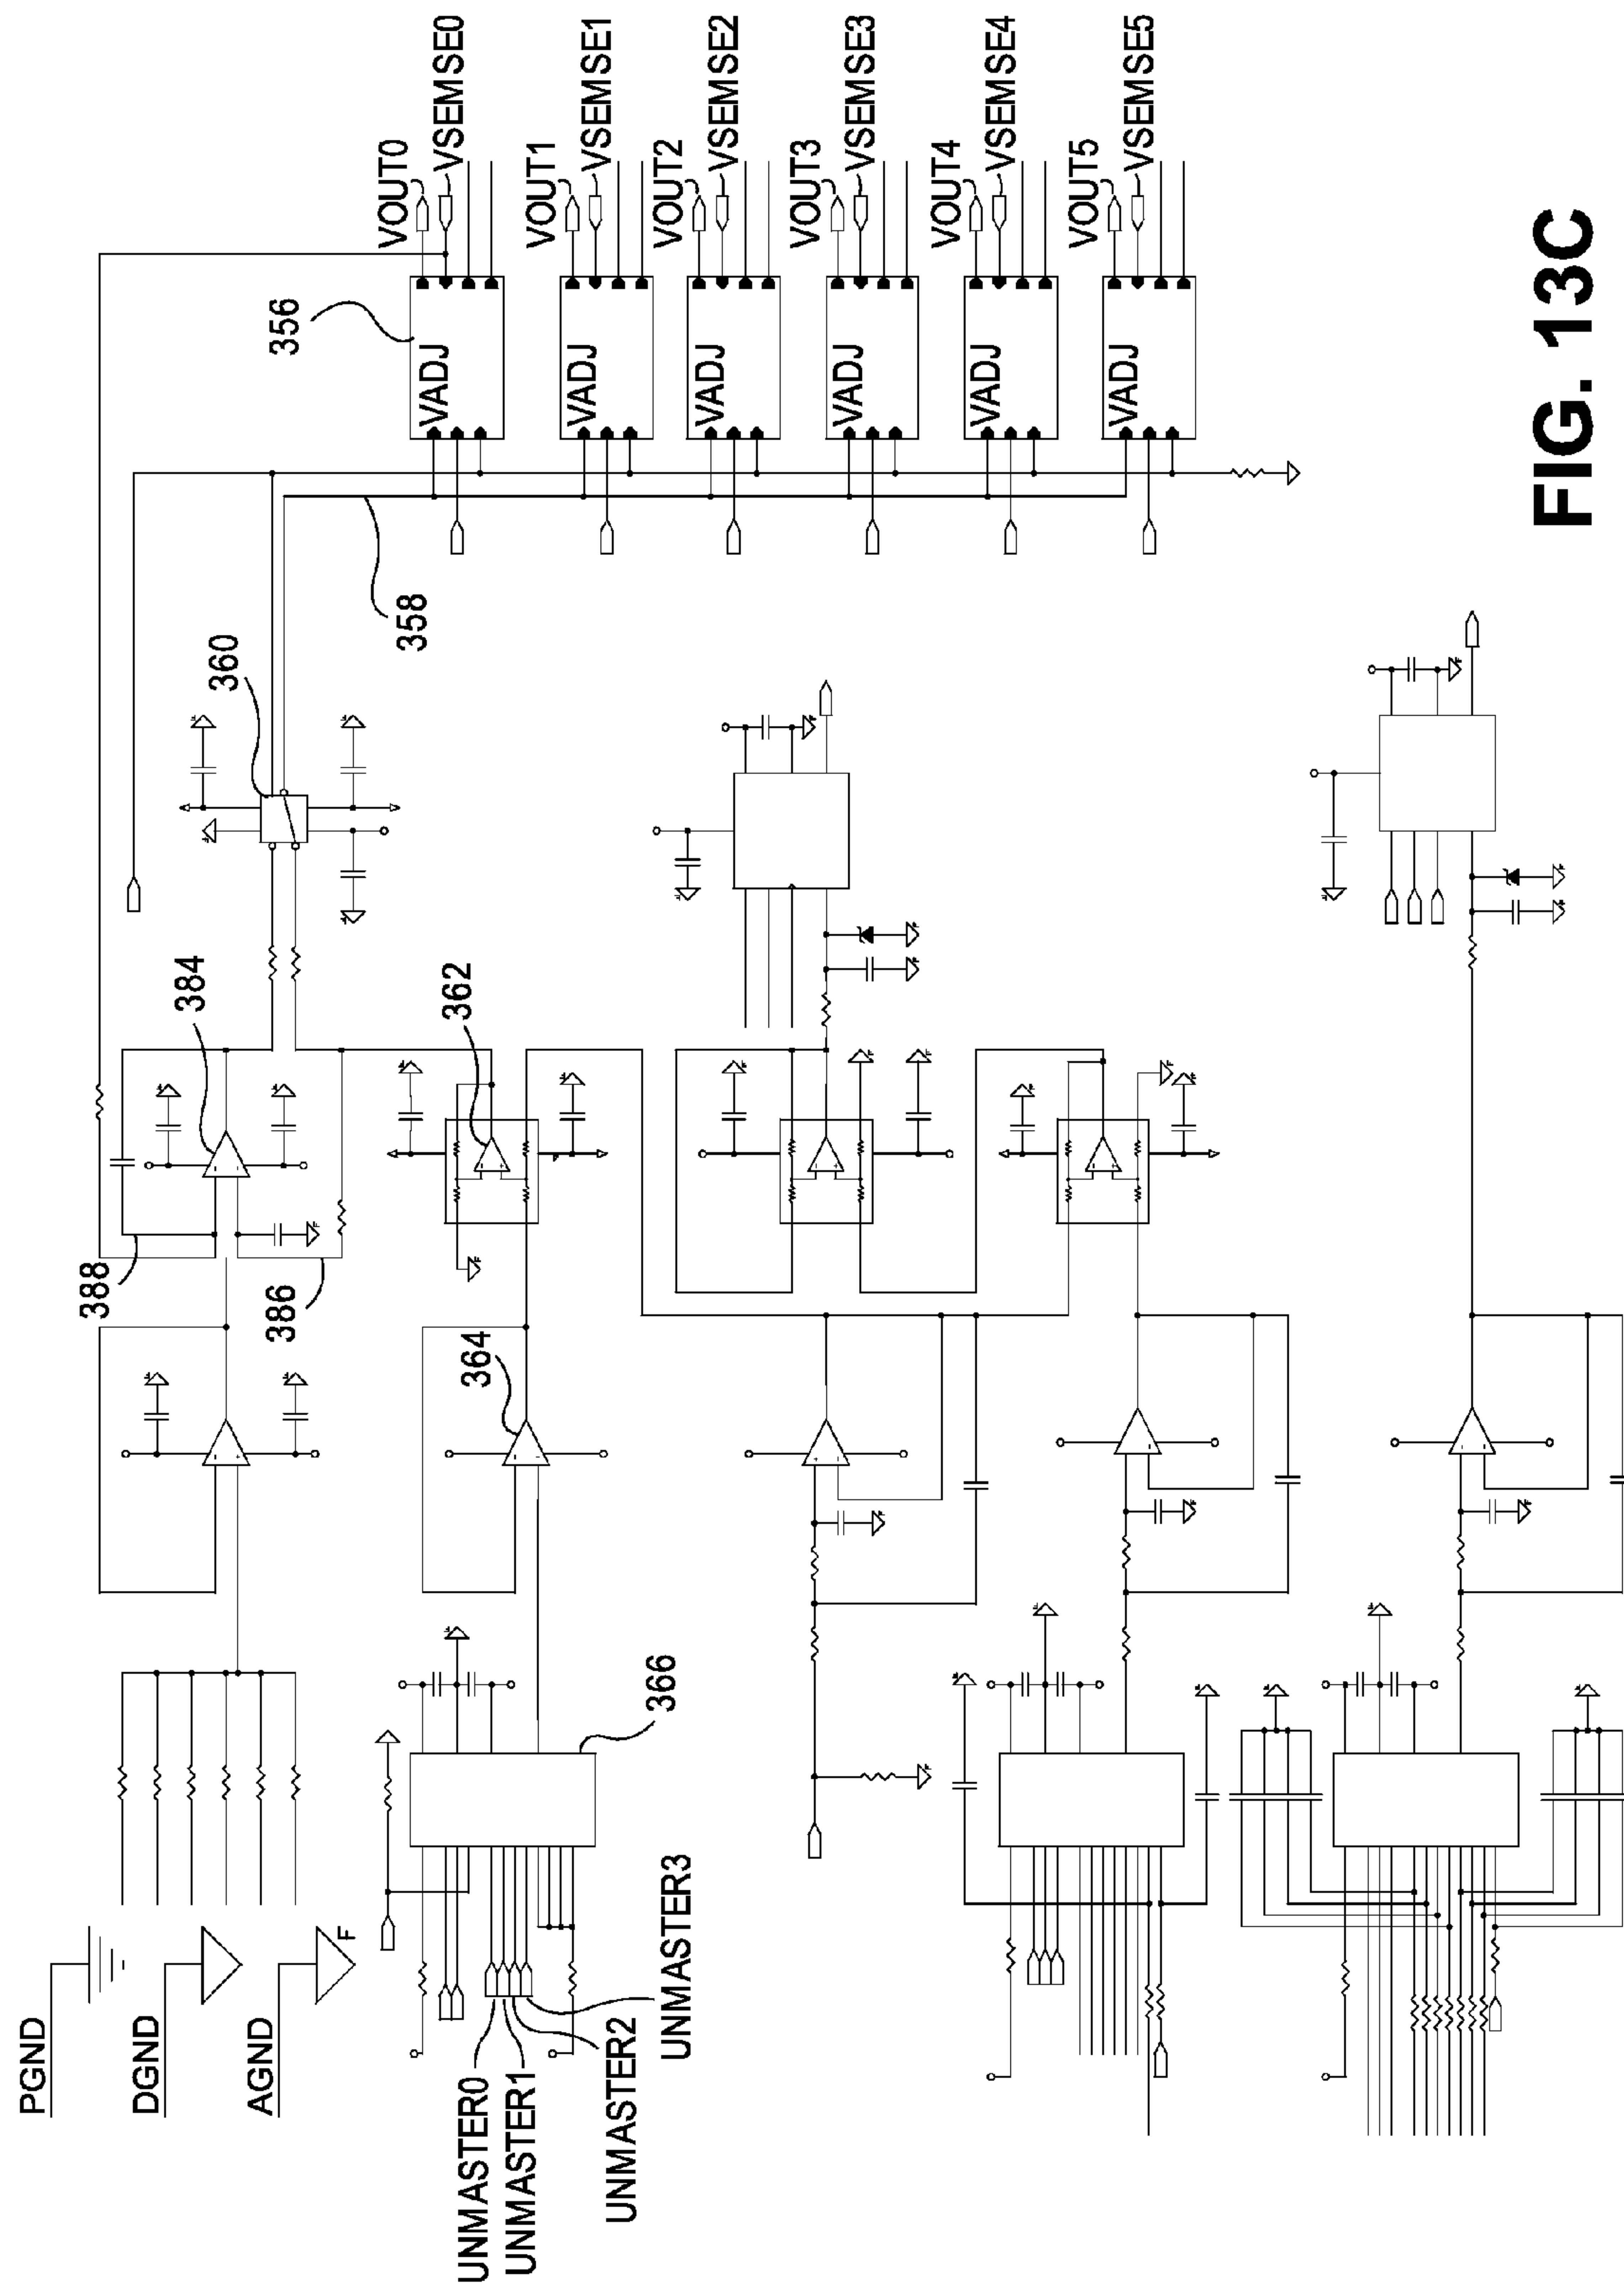 PGND
DGND
AGND
F
388
386
384
360
356
358
362
364
366
VOUT0
VSEMSE0
VADJ
VOUT1
VSEMSE1
VADJ
VOUT2
VSEMSE2
VADJ
VOUT3
VSEMSE3
VADJ
VOUT4
VSEMSE4
VADJ
VOUT5
VSEMSE5
VADJ
UNMASTER0
UNMASTER1
UNMASTER2
UNMASTER3
FIG. 13C